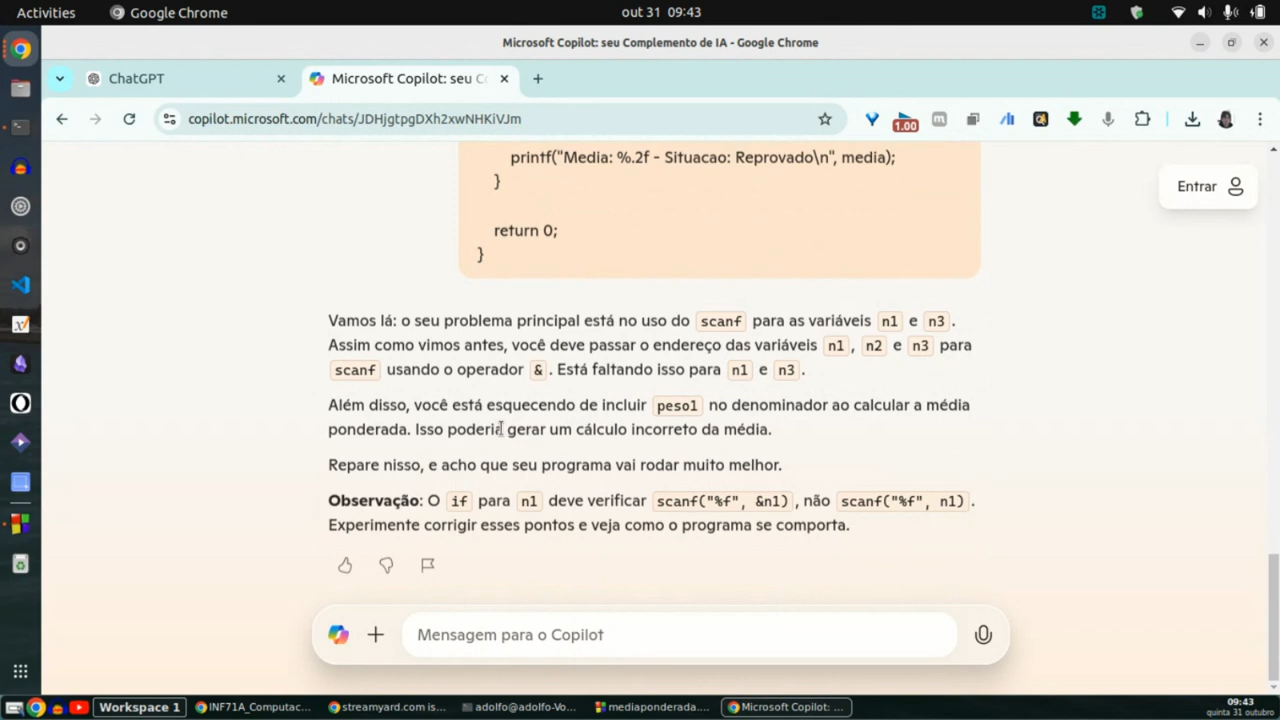 Activities
Google Chrome
out 31 09:43
Microsoft Copilot: seu Complemento de IA - Google Chrome
ChatGPT
Microsoft Copilot: seu C
copilot.microsoft.com/chats/JDHjgtpgDXh2xwNHKiVJm
1.00
printf("Media: %.2f - Situacao: Reprovado\n", media);
}
return 0;
}
Entrar
Vamos lá: o seu problema principal está no uso do scanf para as variáveis n1 e n3.
Assim como vimos antes, você deve passar o endereço das variáveis n1, n2 e n3 para
scanf usando o operador &. Está faltando isso para n1 e n3.
Além disso, você está esquecendo de incluir peso1 no denominador ao calcular a média
ponderada. Isso poderia gerar um cálculo incorreto da média.
Repare nisso, e acho que seu programa vai rodar muito melhor.
Observação: O if para n1 deve verificar scanf("%f", &n1), não scanf("%f", n1).
Experimente corrigir esses pontos e veja como o programa se comporta.
Mensagem para o Copilot
Workspace 1
INF71A_Computac...
streamyard.com is...
adolfo@adolfo-Vo...
mediaponderada....
Microsoft Copilot: ...
09:43
quinta 31 outubro